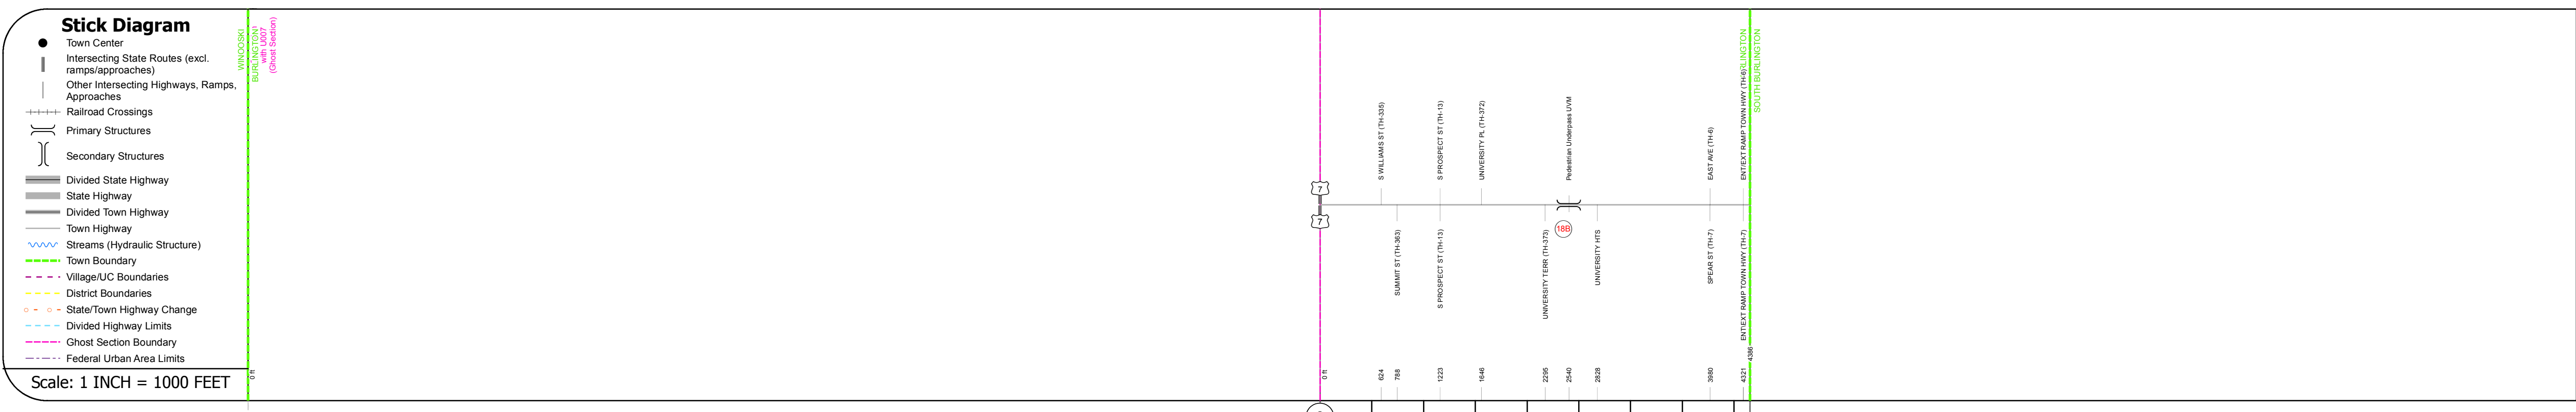 Stick Diagram
Town Center
Intersecting State Routes (excl.
ramps/approaches)
Other Intersecting Highways, Ramps,
Approaches
Railroad Crossings
Primary Structures
Secondary Structures
Divided State Highway
State Highway
Divided Town Highway
Town Highway
Streams (Hydraulic Structure)
Town Boundary
Village/UC Boundaries
District Boundaries
State/Town Highway Change
Divided Highway Limits
Ghost Section Boundary
Federal Urban Area Limits
Scale: 1 INCH = 1000 FEET
WINOOSKI
BURLINGTON
with U007
(Ghost Section)
0 ft
7
7
0 ft
S WILLIAMS ST (TH-335)
S PROSPECT ST (TH-13)
UNIVERSITY PL (TH-372)
Pedestrian Underpass UVM
EAST AVE (TH-6)
ENT/EXT RAMP TOWN HWY (TH-6)
RLINGTON
SOUTH BURLINGTON
18B
SUMMIT ST (TH-363)
S PROSPECT ST (TH-13)
UNIVERSITY TERR (TH-373)
UNIVERSITY HTS
SPEAR ST (TH-7)
ENT\EXT RAMP TOWN HWY (TH-7)
624
788
1223
1646
2295
2540
2828
3980
4321
4386